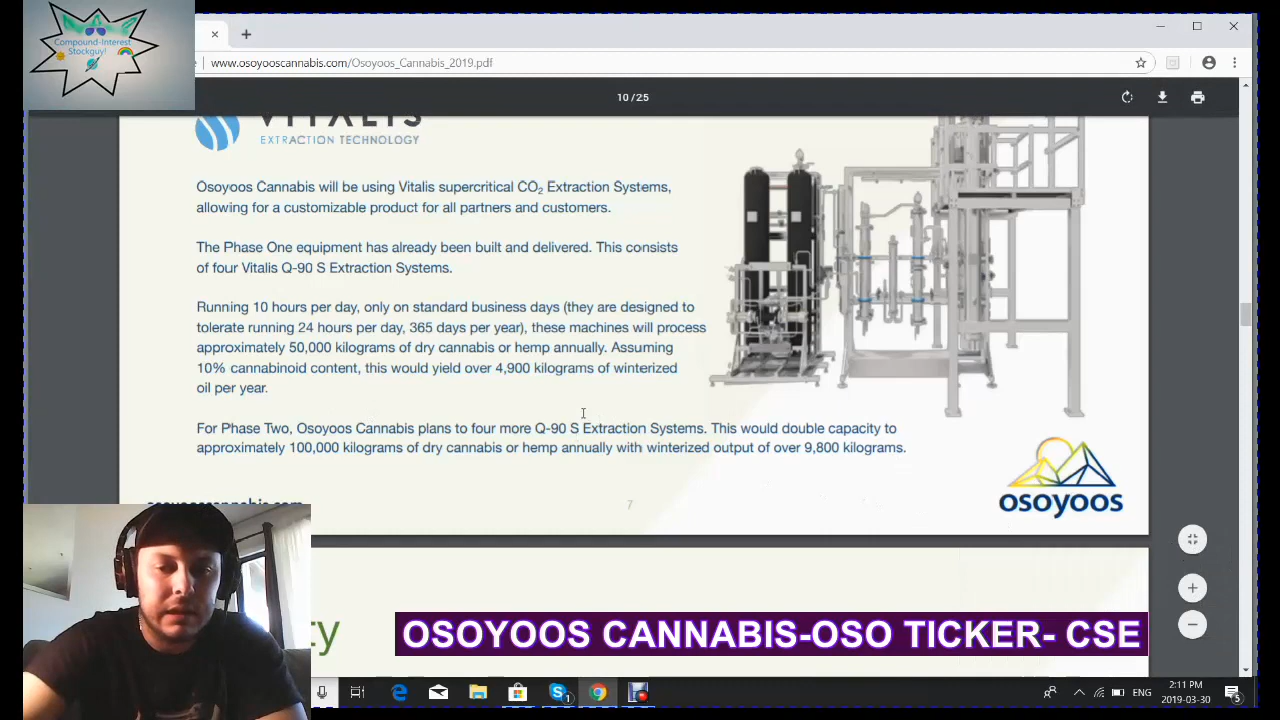 Compound-Interest
Stockguy!
www.osoyooscannabis.com/Osoyoos_Cannabis_2019.pdf
10 / 25
VITALIS
EXTRACTION TECHNOLOGY
Osoyoos Cannabis will be using Vitalis supercritical CO₂ Extraction Systems,
allowing for a customizable product for all partners and customers.
The Phase One equipment has already been built and delivered. This consists
of four Vitalis Q-90 S Extraction Systems.
Running 10 hours per day, only on standard business days (they are designed to
tolerate running 24 hours per day, 365 days per year), these machines will process
approximately 50,000 kilograms of dry cannabis or hemp annually. Assuming
10% cannabinoid content, this would yield over 4,900 kilograms of winterized
oil per year.
For Phase Two, Osoyoos Cannabis plans to four more Q-90 S Extraction Systems. This would double capacity to
approximately 100,000 kilograms of dry cannabis or hemp annually with winterized output of over 9,800 kilograms.
osoyoos
osoyooscannabis.com
7
ty
OSOYOOS CANNABIS-OSO TICKER- CSE
1
ENG
2:11 PM
2019-03-30
5